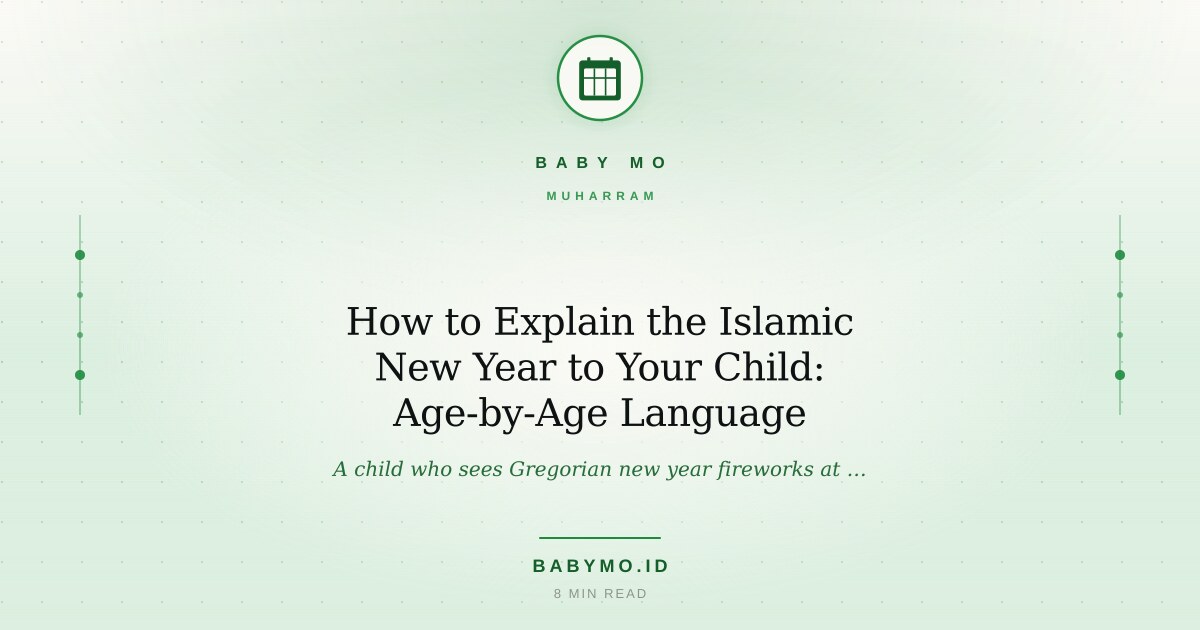 BABY MO
MUHARRAM
How to Explain the Islamic
New Year to Your Child:
Age-by-Age Language
A child who sees Gregorian new year fireworks at ...
BABYMO.ID
8 MIN READ